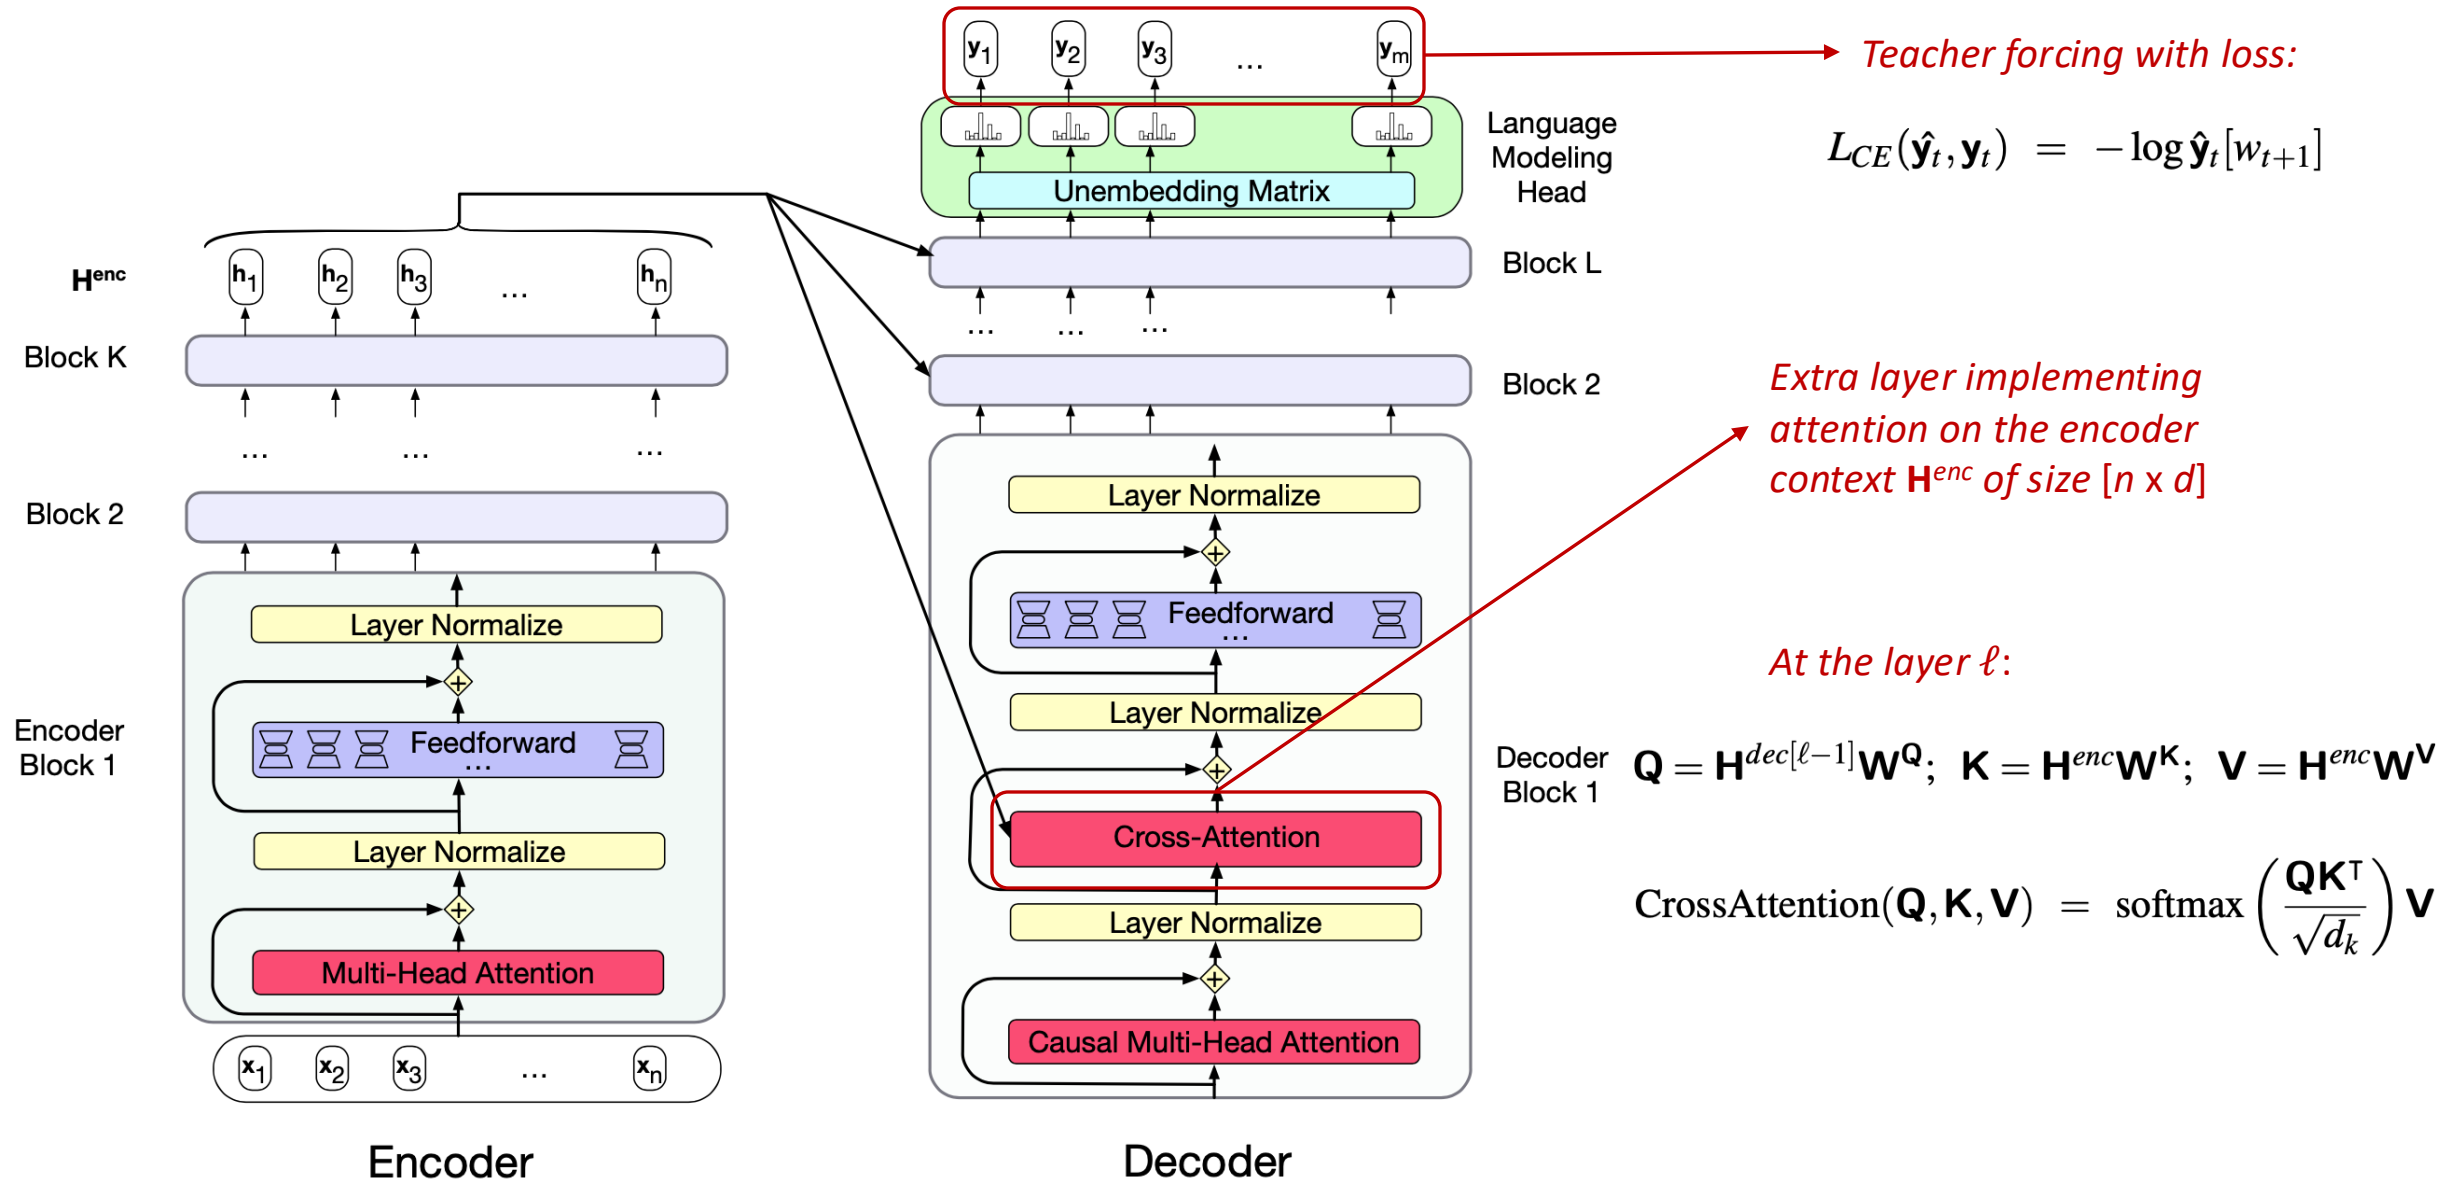 y1 y2 y3 ... ym
Teacher forcing with loss:
L_CE(ŷ_t, y_t) = − log ŷ_t[w_{t+1}]
Language
Modeling
Head
Unembedding Matrix
Block L
... ... ...
Block 2
H^enc
h1 h2 h3 ... hn
Block K
... ... ...
Block 2
Encoder
Block 1
Layer Normalize
+
Feedforward
...
Layer Normalize
+
Multi-Head Attention
x1 x2 x3 ... xn
Encoder
Layer Normalize
+
Feedforward
...
Layer Normalize
+
Cross-Attention
Layer Normalize
+
Causal Multi-Head Attention
Decoder
Block 1
Decoder
Extra layer implementing
attention on the encoder
context H^enc of size [n x d]
At the layer ℓ:
Q = H^{dec[ℓ−1]}W^Q; K = H^{enc}W^K; V = H^{enc}W^V
CrossAttention(Q, K, V) = softmax(QK^⊤ / √d_k) V